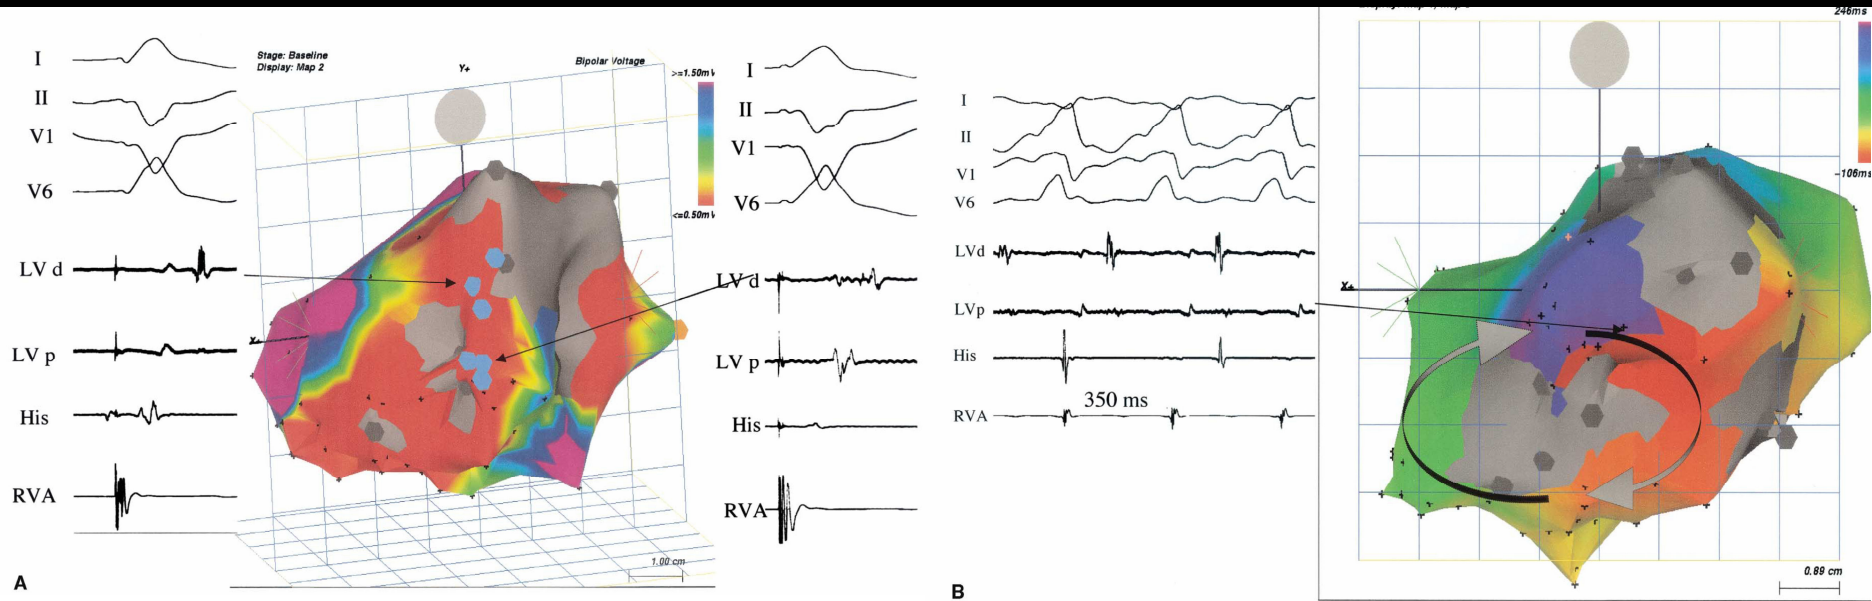 I
II
V1
V6
LV d
LV p
His
RVA
A
Stage: Baseline
Display: Map 2
Y+
Bipolar Voltage
>=1.50mV
<=0.50mV
X+
1.00 cm
I
II
V1
V6
LV d
LV p
His
RVA
B
I
II
V1
V6
LVd
LVp
His
RVA
350 ms
246ms
-106ms
X+
0.89 cm